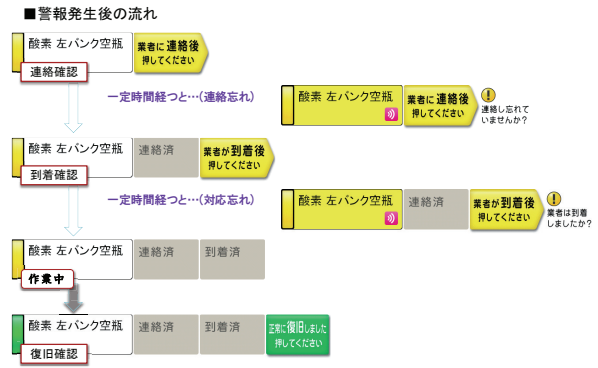 ■警報発生後の流れ
酸素 左バンク空瓶
業者に連絡後
押してください
連絡確認
一定時間経つと…(連絡忘れ)
酸素 左バンク空瓶
業者に連絡後
押してください
連絡し忘れて
いませんか？
酸素 左バンク空瓶
連絡済
業者が到着後
押してください
到着確認
一定時間経つと…(対応忘れ)
酸素 左バンク空瓶
連絡済
業者が到着後
押してください
業者は到着
しましたか？
酸素 左バンク空瓶
連絡済
到着済
作業中
酸素 左バンク空瓶
連絡済
到着済
正常に復旧しました
押してください
復旧確認